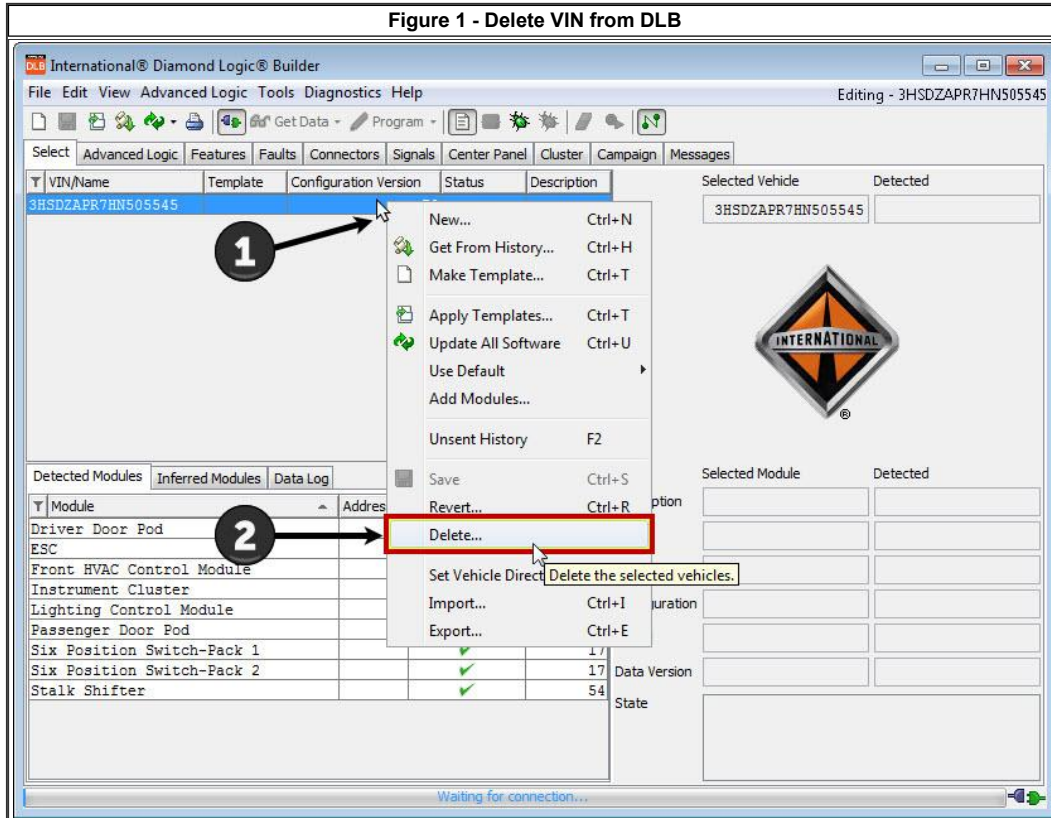 Figure 1 - Delete VIN from DLB
DLB International® Diamond Logic® Builder
File Edit View Advanced Logic Tools Diagnostics Help Editing - 3HSDZAPR7HN505545
Get Data Program
Select Advanced Logic Features Faults Connectors Signals Center Panel Cluster Campaign Messages
VIN/Name Template Configuration Version Status Description Selected Vehicle Detected
3HSDZAPR7HN505545 3HSDZAPR7HN505545
1
New... Ctrl+N
Get From History... Ctrl+H
Make Template... Ctrl+T
Apply Templates... Ctrl+T
Update All Software Ctrl+U
Use Default
Add Modules...
Unsent History F2
INTERNATIONAL ®
Detected Modules Inferred Modules Data Log Save Ctrl+S Selected Module Detected
Module Addres Revert... Ctrl+R ption
Driver Door Pod
2 Delete...
ESC
Front HVAC Control Module Set Vehicle Direct Delete the selected vehicles.
Instrument Cluster
Lighting Control Module Import... Ctrl+I uration
Passenger Door Pod Export... Ctrl+E
Six Position Switch-Pack 1 17
Six Position Switch-Pack 2 17 Data Version
Stalk Shifter 54
State
Waiting for connection...